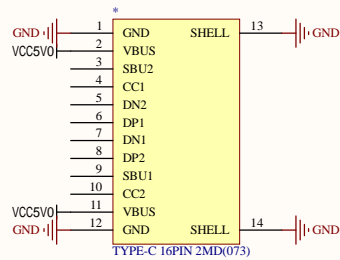 *
GND 1 GND SHELL 13 GND
VCC5V0 2 VBUS
3 SBU2
4 CC1
5 DN2
6 DP1
7 DN1
8 DP2
9 SBU1
10 CC2
VCC5V0 11 VBUS
GND 12 GND SHELL 14 GND
TYPE-C 16PIN 2MD(073)